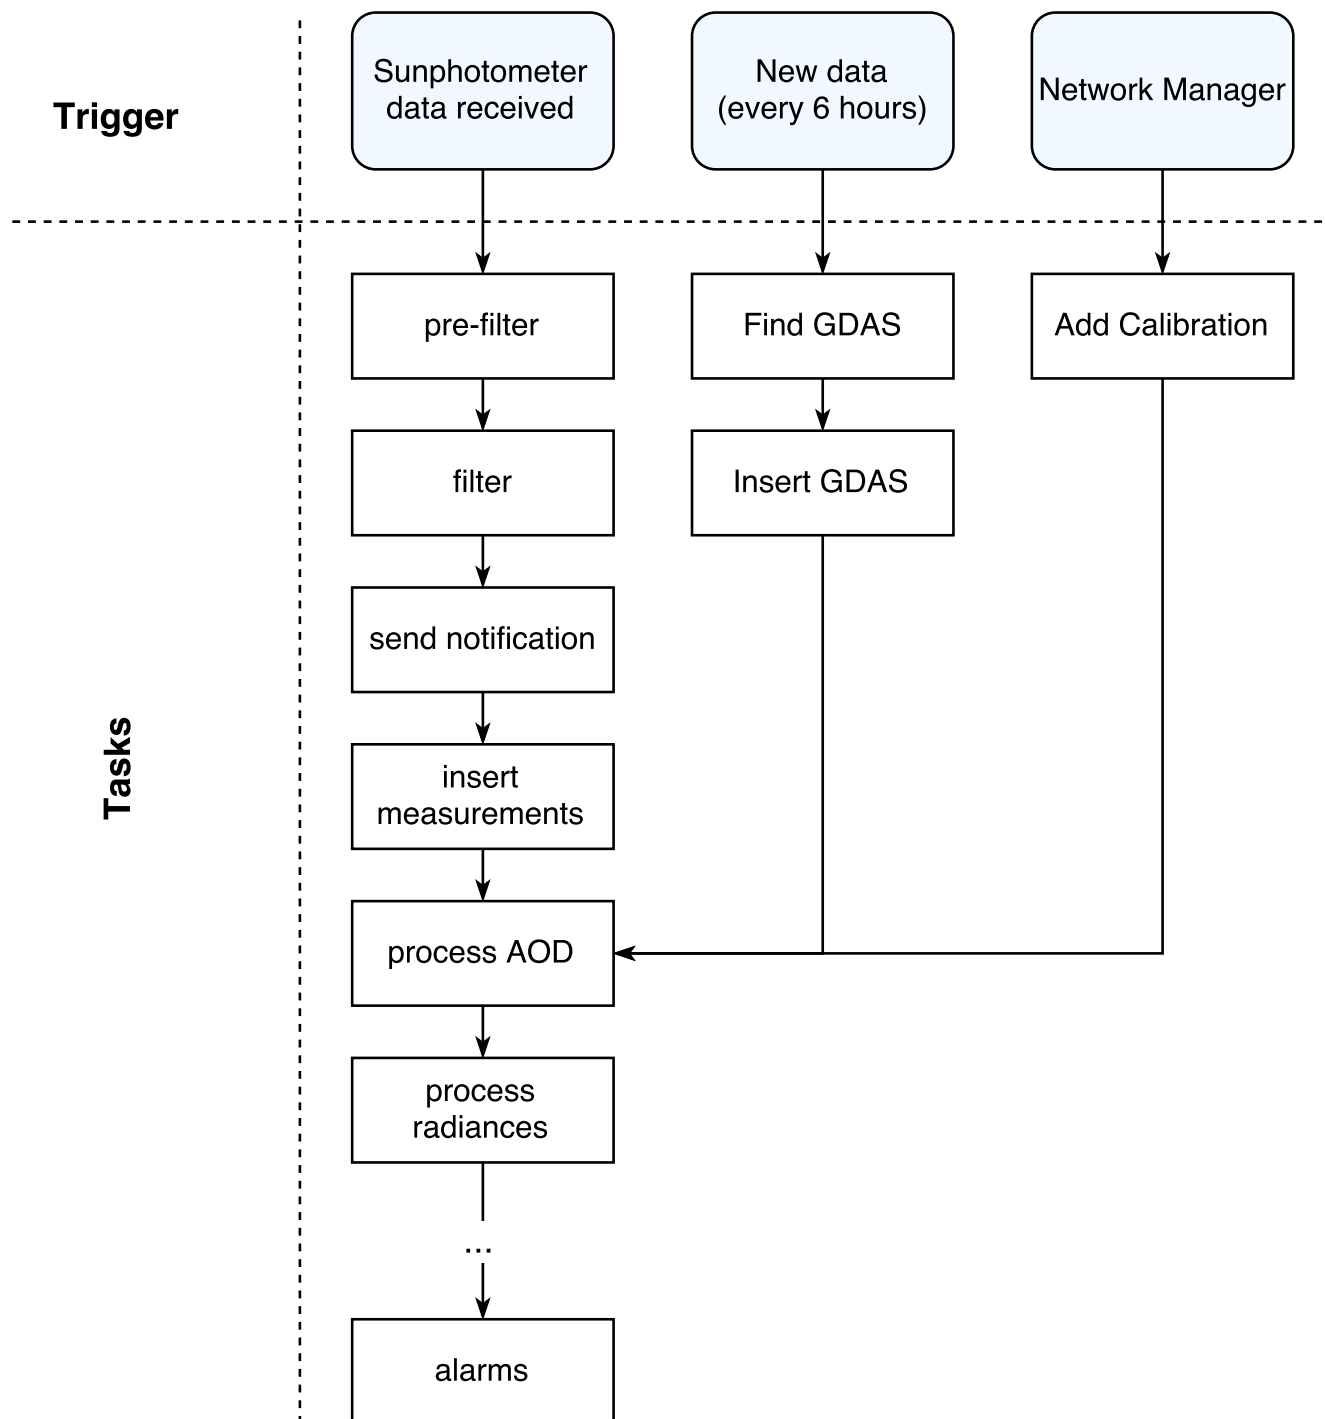 Trigger
Sunphotometer
data received
New data
(every 6 hours)
Network Manager
Tasks
pre-filter
Find GDAS
Add Calibration
filter
Insert GDAS
send notification
insert
measurements
process AOD
process
radiances
...
alarms